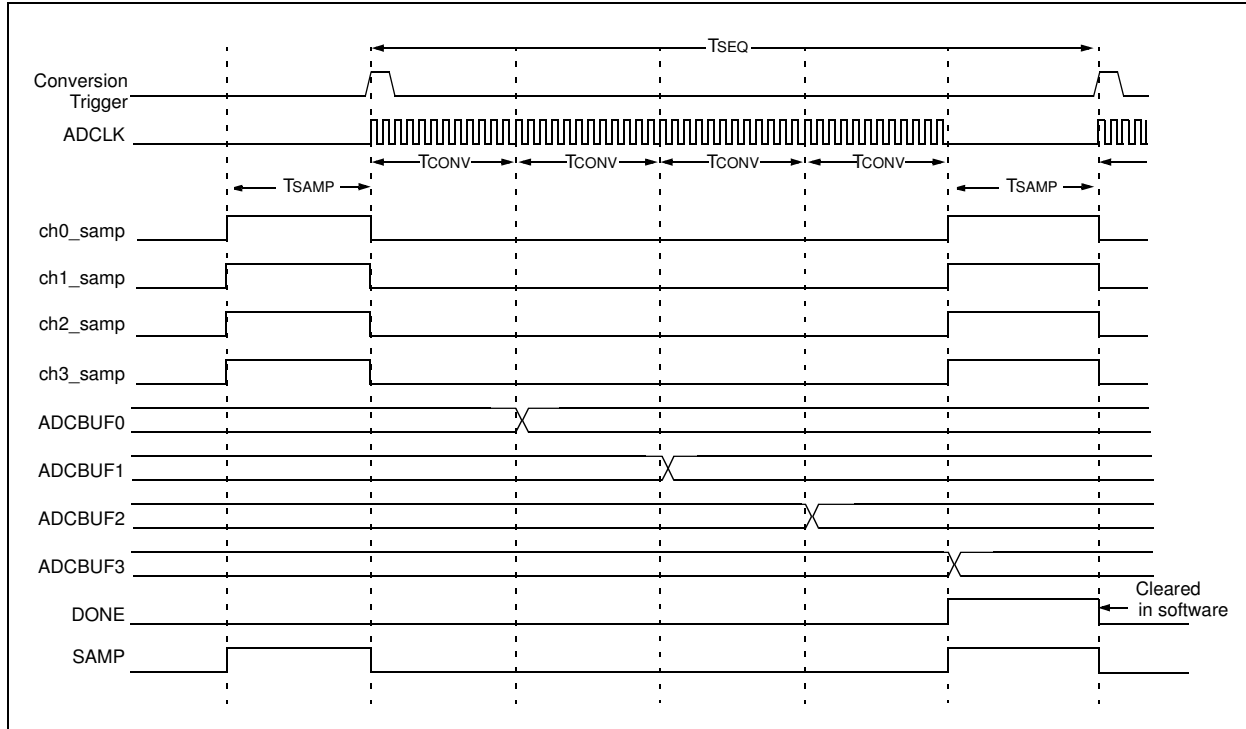 TSEQ
Conversion
Trigger
ADCLK
TCONV TCONV TCONV TCONV
TSAMP TSAMP
ch0_samp
ch1_samp
ch2_samp
ch3_samp
ADCBUF0
ADCBUF1
ADCBUF2
ADCBUF3
Cleared
in software
DONE
SAMP